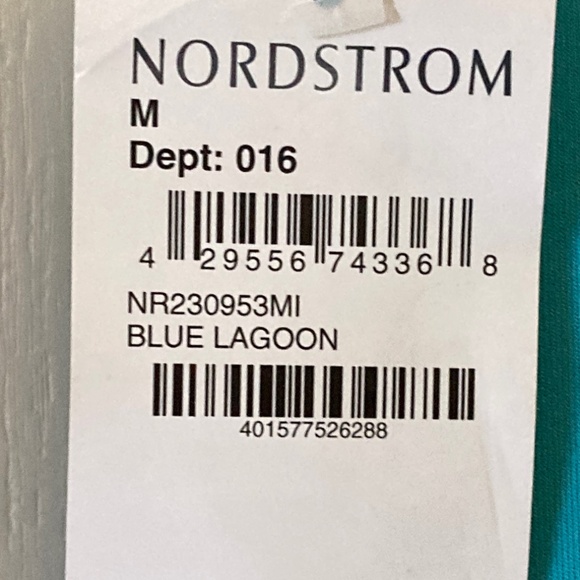 NORDSTROM
M
Dept: 016
4 29556 74336 8
NR230953MI
BLUE LAGOON
401577526288